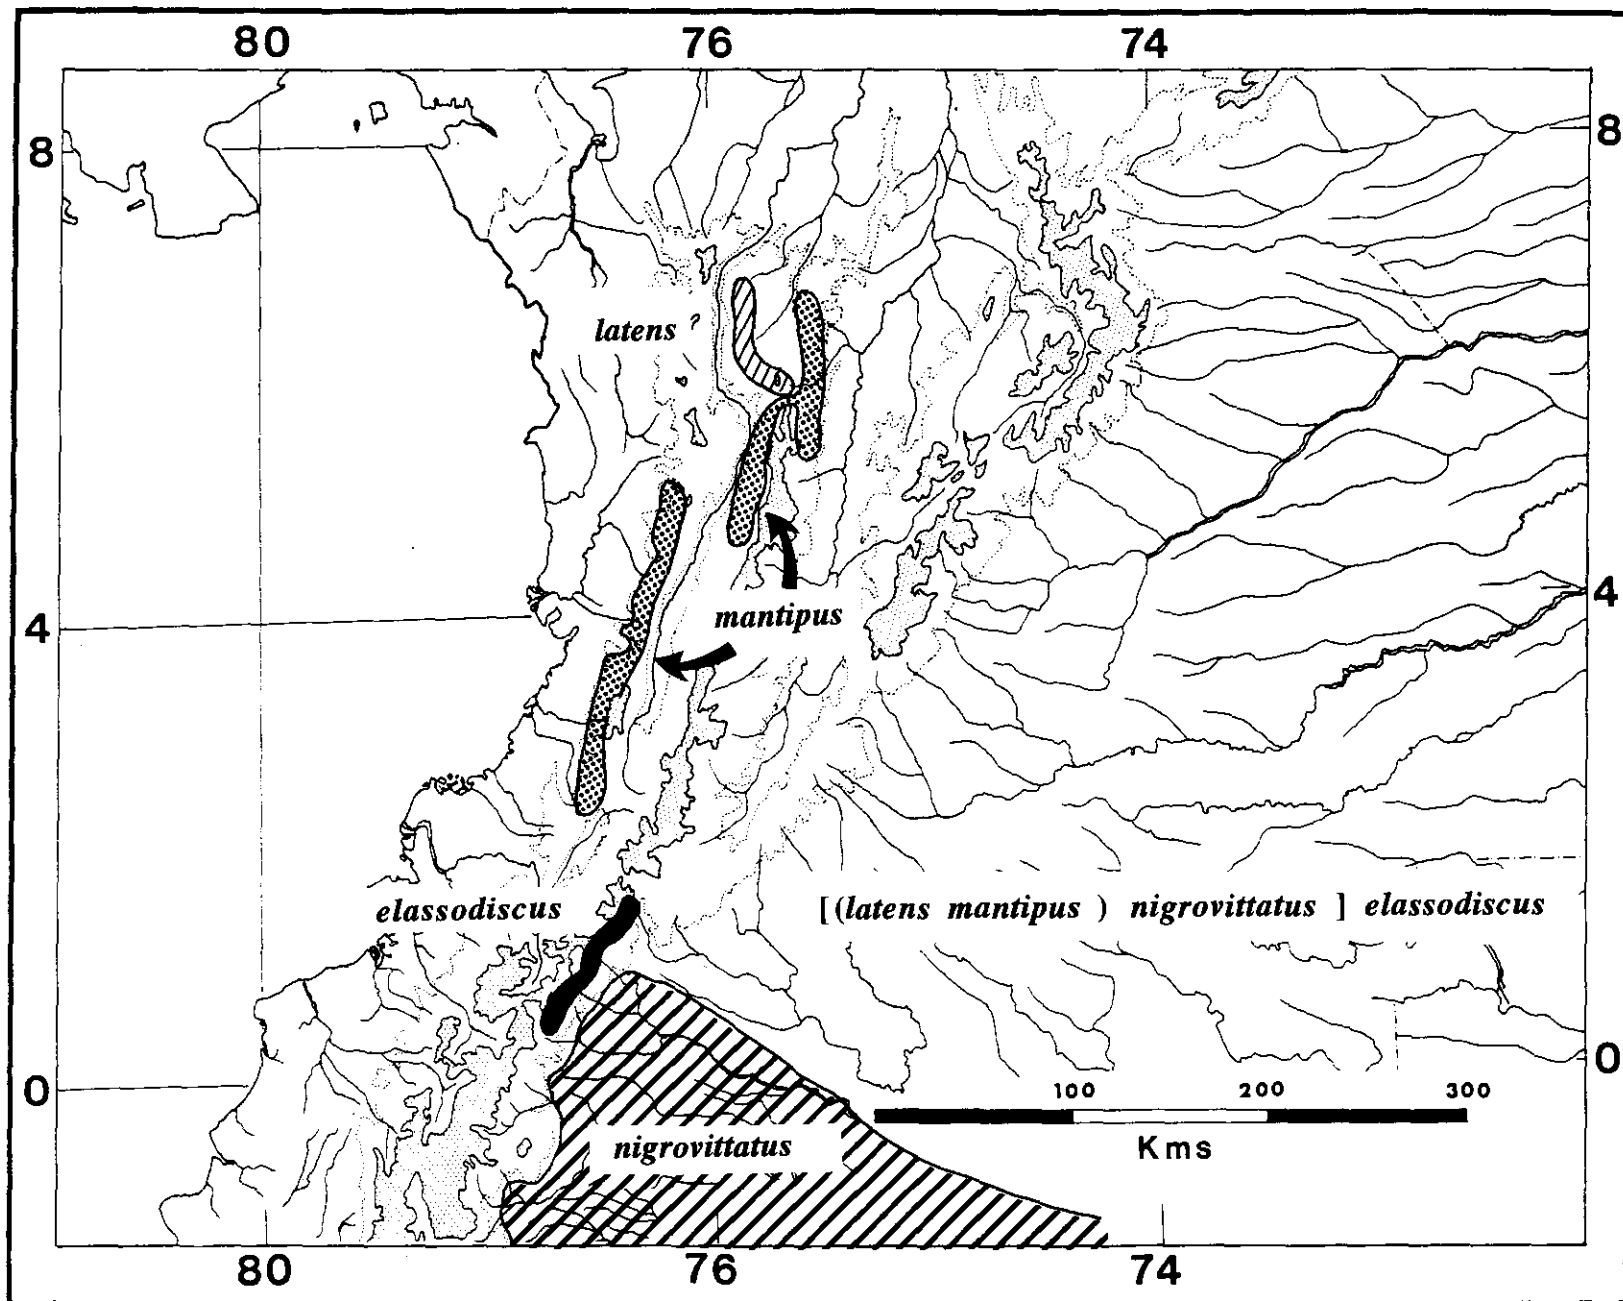 80 76 74
8 8
latens ?
4 4
mantipus
elassodiscus [(latens mantipus ) nigrovittatus ] elassodiscus
0 0
100 200 300
Kms
nigrovittatus
80 76 74